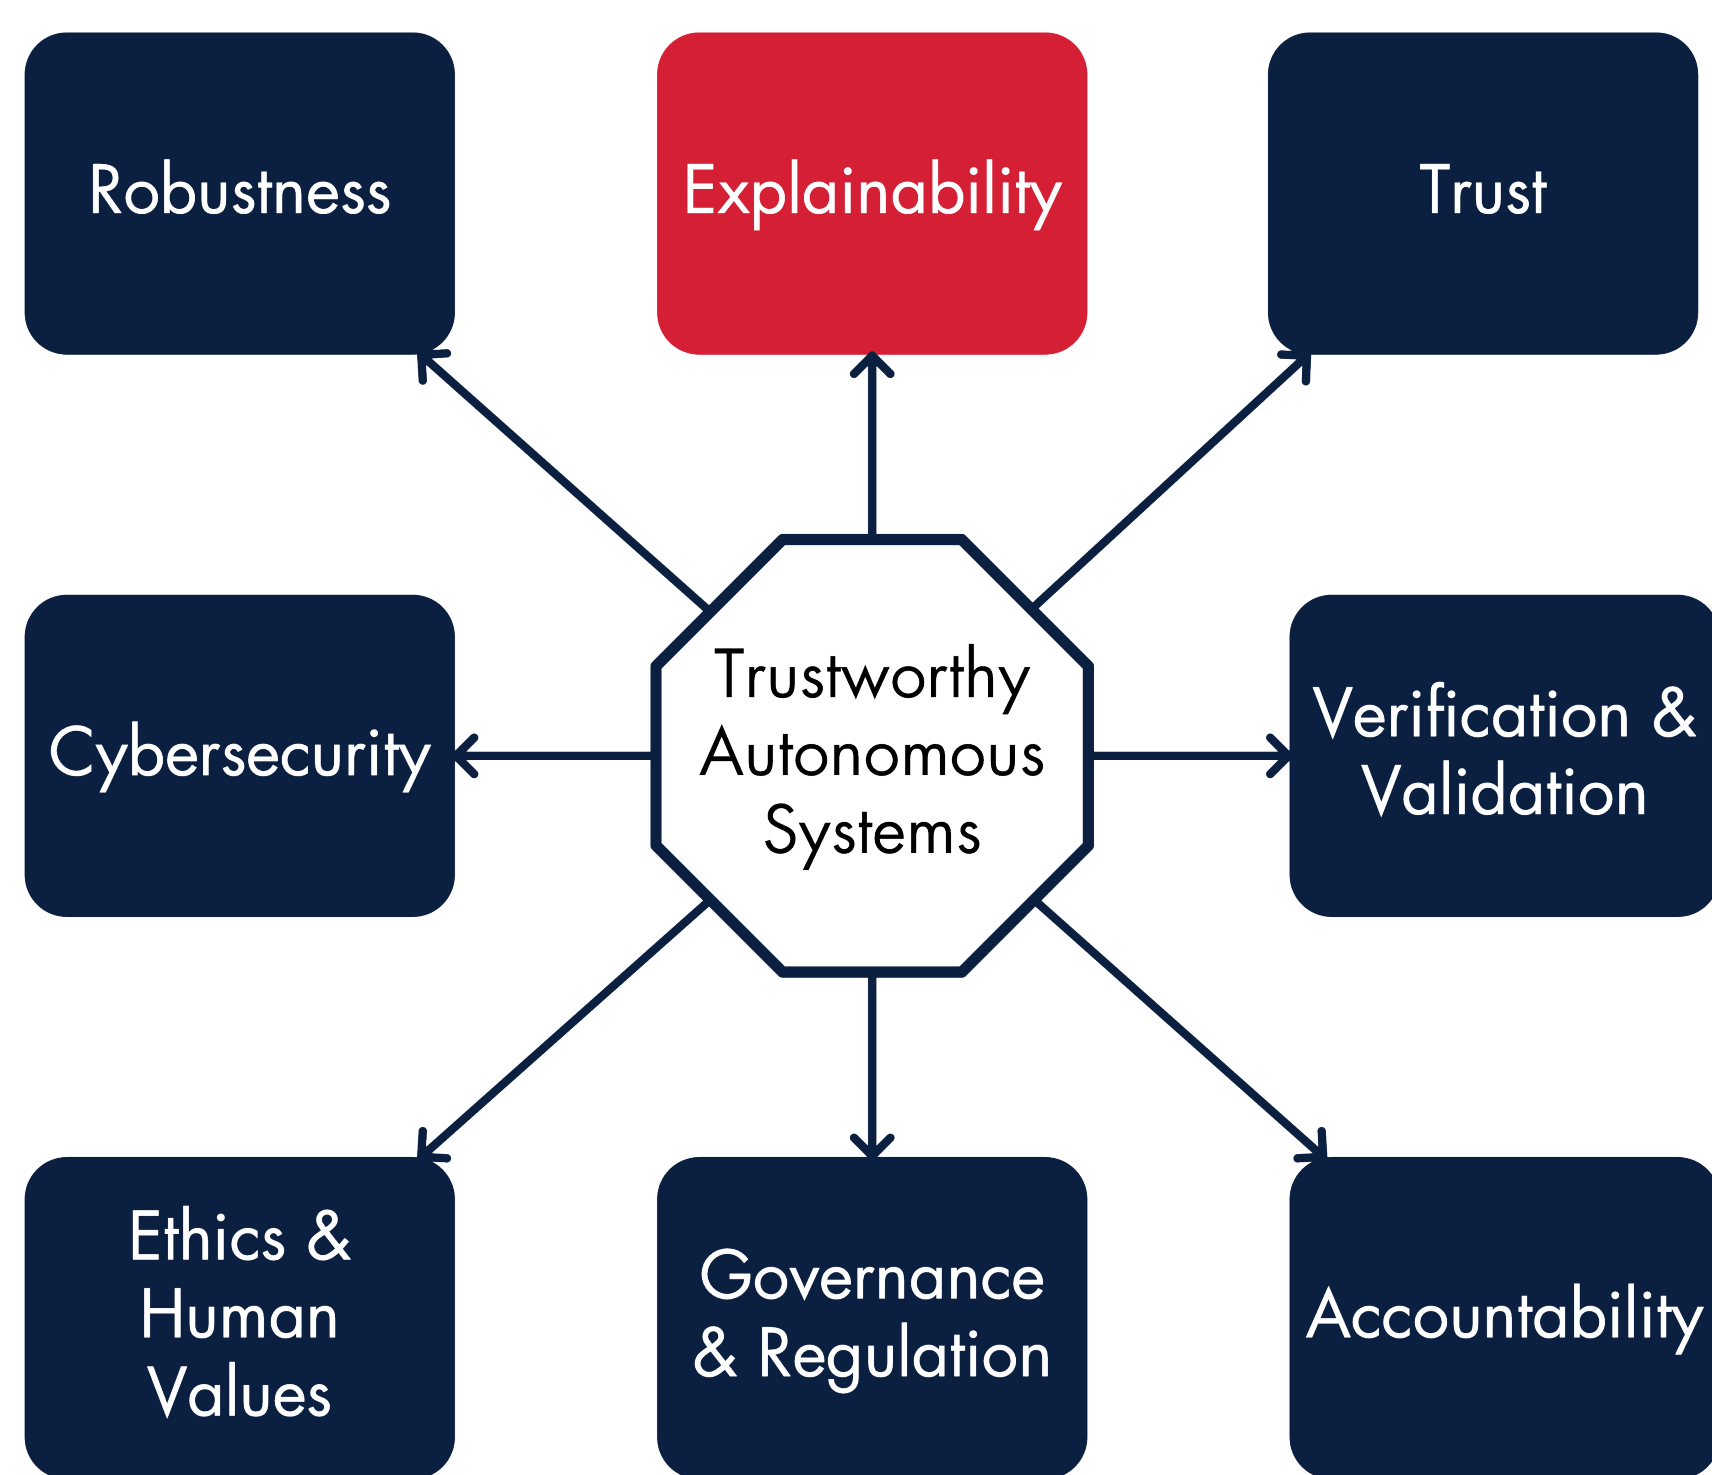 Robustness
Explainability
Trust
Cybersecurity
Trustworthy
Autonomous
Systems
Verification &
Validation
Ethics &
Human
Values
Governance
& Regulation
Accountability